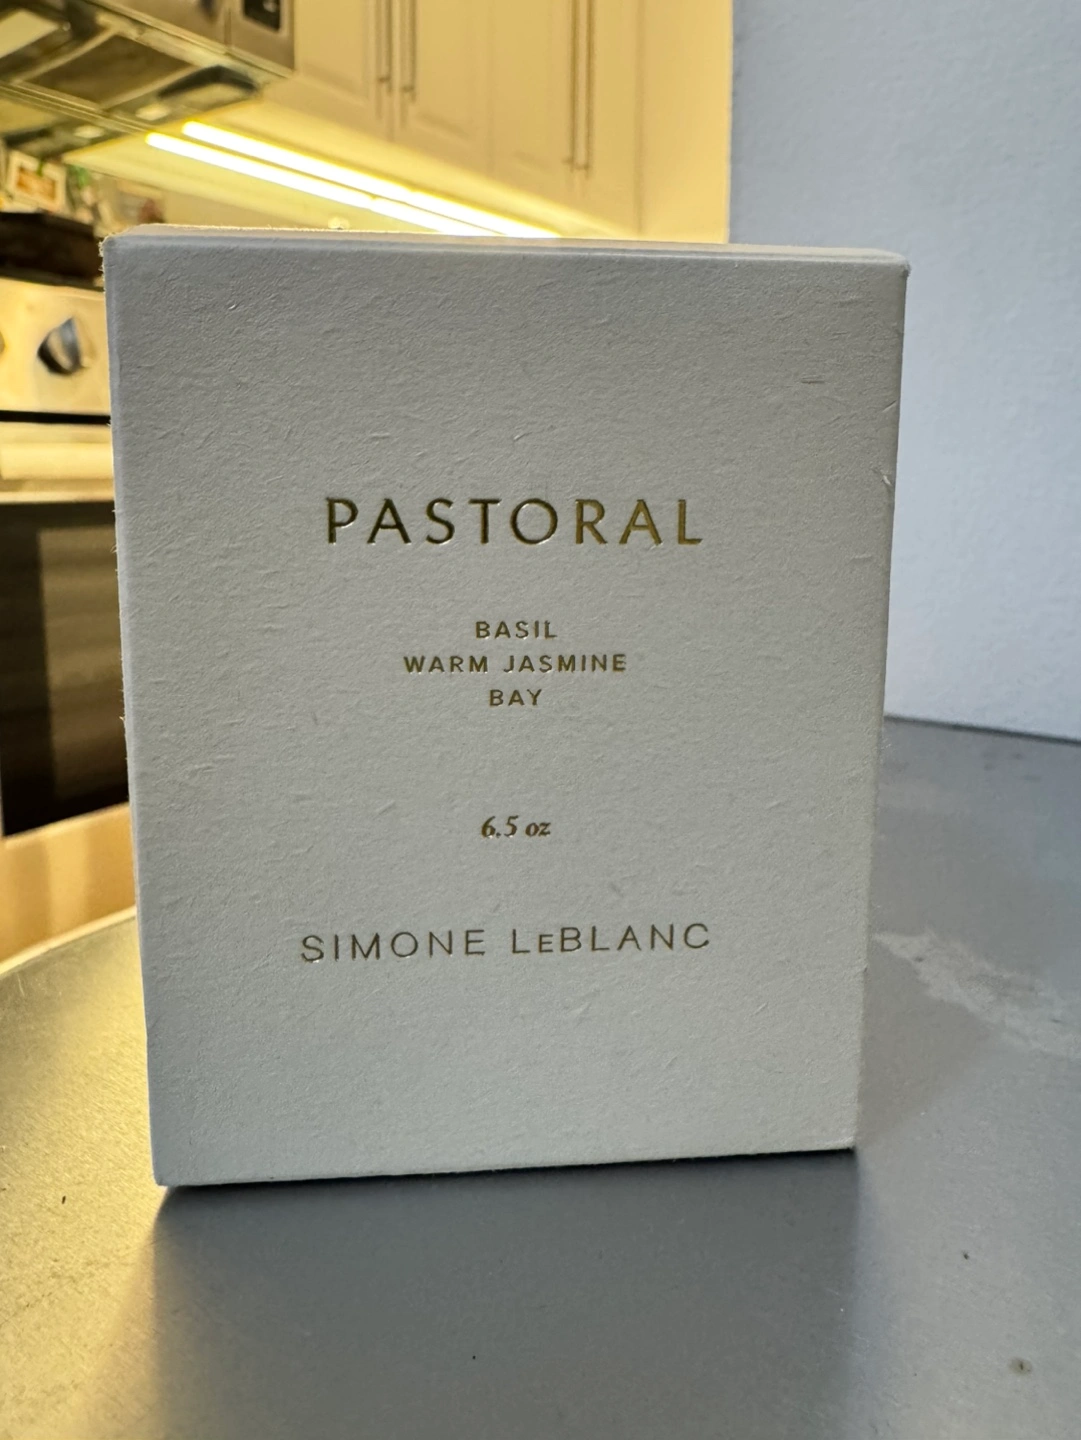 PASTORAL
BASIL
WARM JASMINE
BAY
6.5 oz
SIMONE LeBLANC